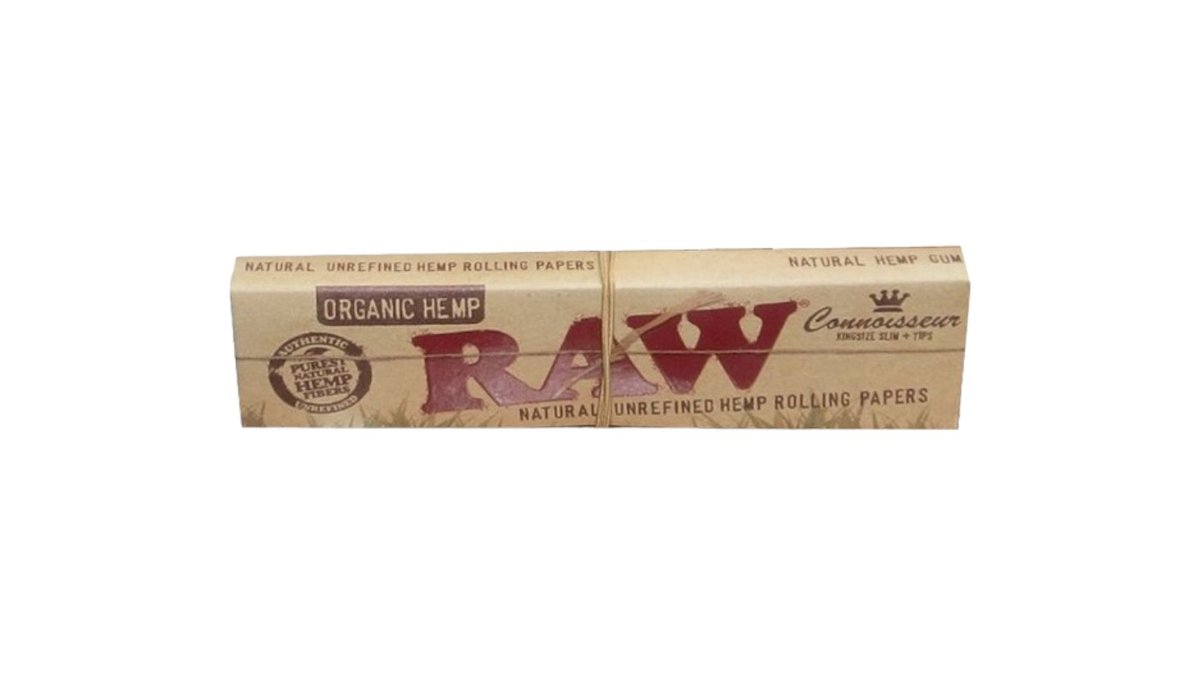 NATURAL UNREFINED HEMP ROLLING PAPERS
NATURAL HEMP GUM
ORGANIC HEMP
RAW®
Connoisseur
KINGSIZE SLIM + TIPS
AUTHENTIC
PUREST
NATURAL
HEMP
FIBERS
UNREFINED
NATURAL UNREFINED HEMP ROLLING PAPERS